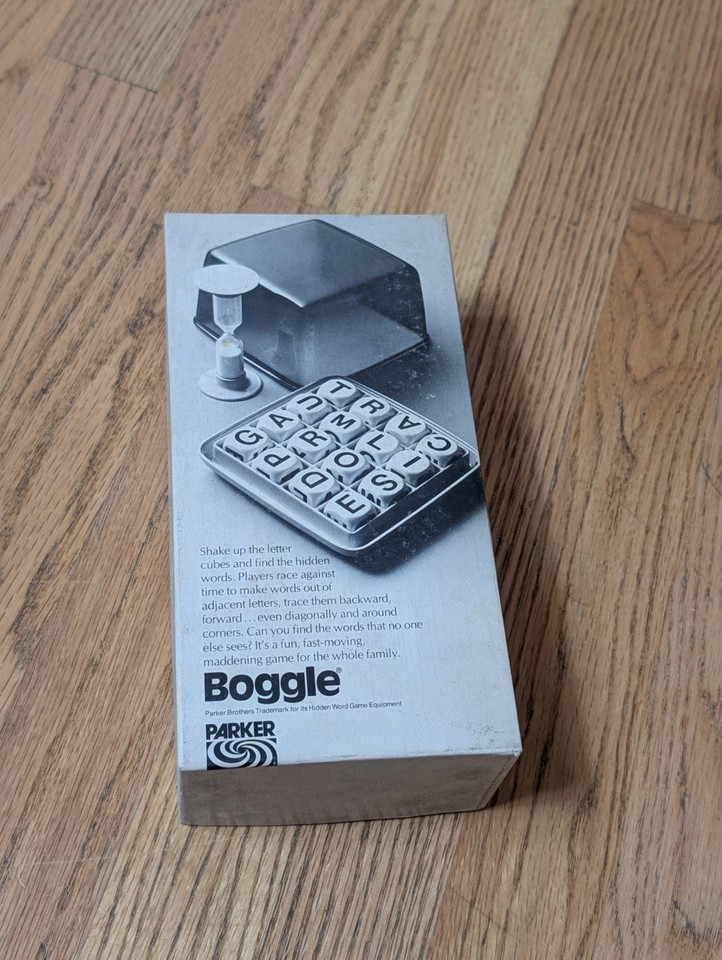 G A U T
P R M R
D O L A
E S I C
Shake up the letter
cubes and find the hidden
words. Players race against
time to make words out of
adjacent letters, trace them backward,
forward...even diagonally and around
corners. Can you find the words that no one
else sees? It's a fun, fast-moving,
maddening game for the whole family.
Boggle®
Parker Brothers Trademark for its Hidden Word Game Equipment
PARKER